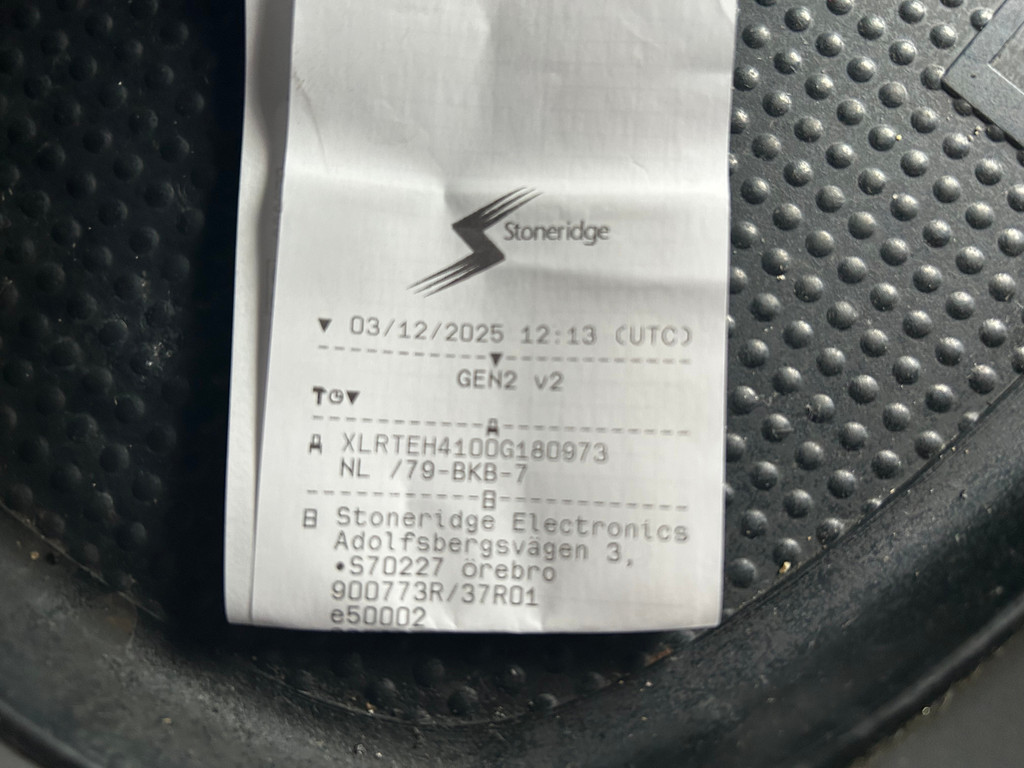 Stoneridge
▼ 03/12/2025 12:13 (UTC)
GEN2 v2
XLRTEH4100G180973
NL /79-BKB-7
Stoneridge Electronics
Adolfsbergsvägen 3,
•S70227 Örebro
900773R/37R01
e50002